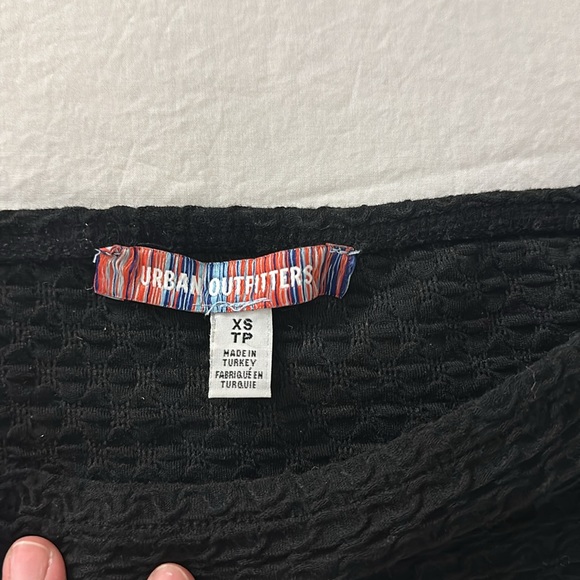 URBAN OUTFITTERS
XS
TP
MADE IN
TURKEY
FABRIQUÉ EN
TURQUIE